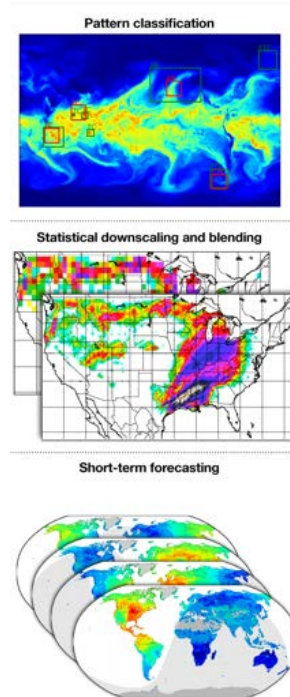 Pattern classification
Statistical downscaling and blending
Short-term forecasting